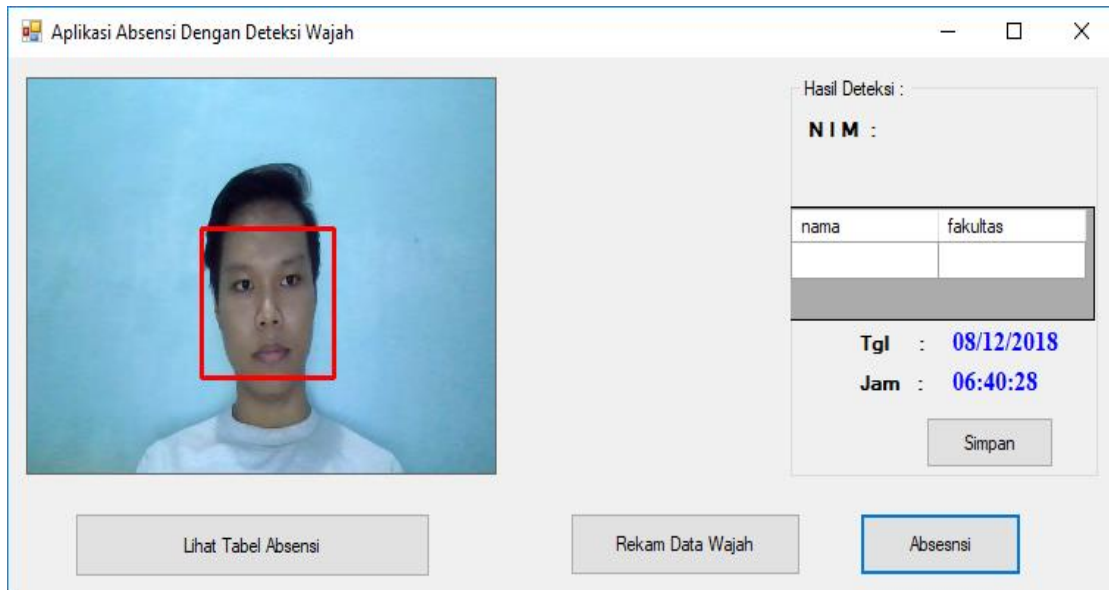 Aplikasi Absensi Dengan Deteksi Wajah
Hasil Deteksi :
N I M :
nama fakultas
Tgl : 08/12/2018
Jam : 06:40:28
Simpan
Lihat Tabel Absensi Rekam Data Wajah Absesnsi